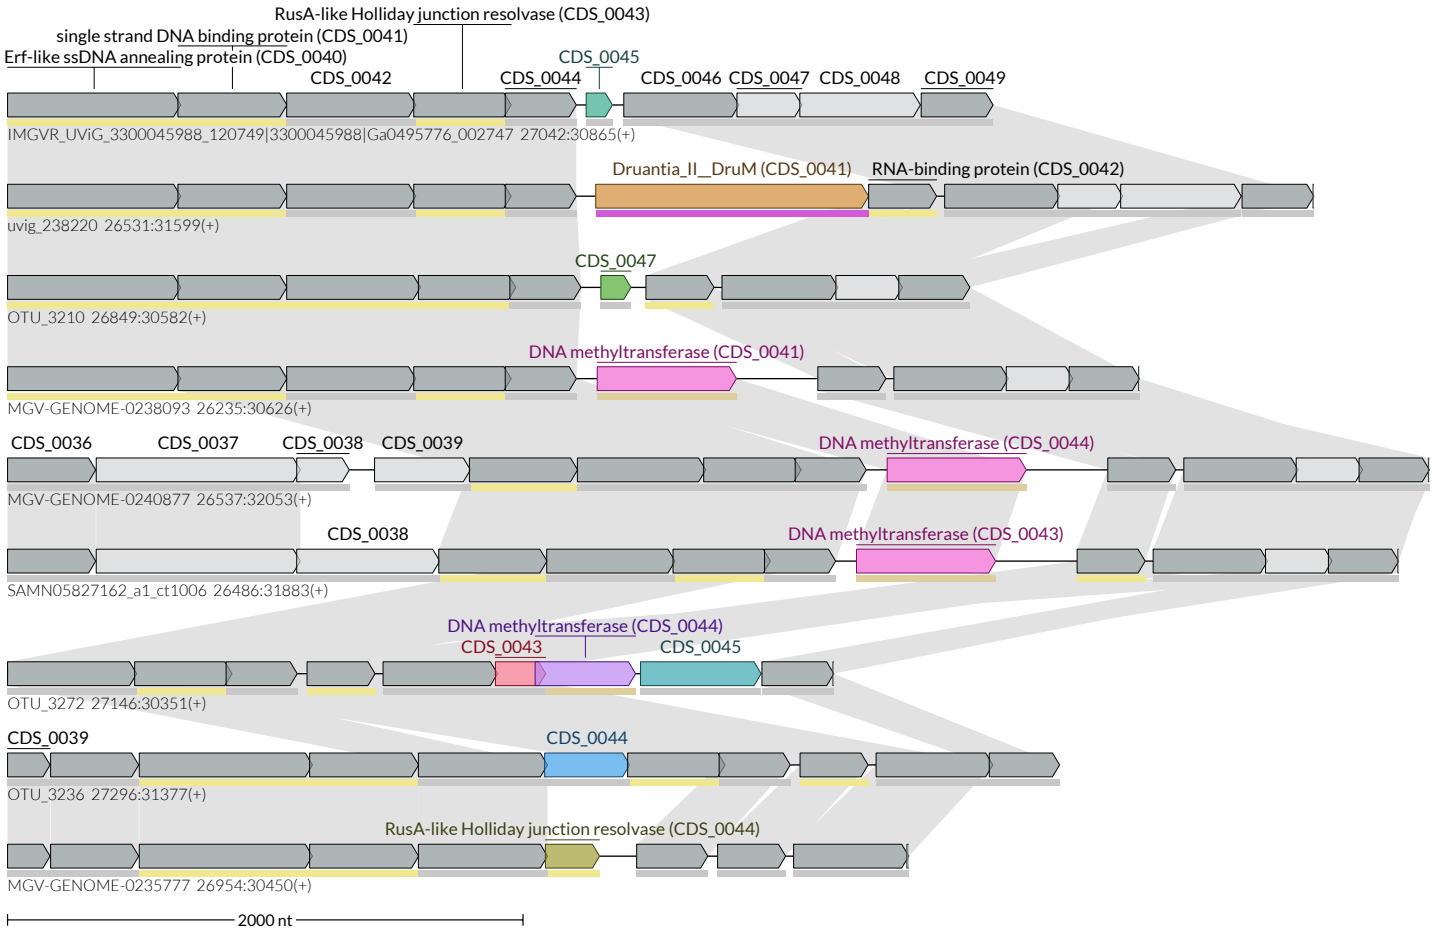 RusA-like Holliday junction resolvase (CDS_0043)
single strand DNA binding protein (CDS_0041)
Erf-like ssDNA annealing protein (CDS_0040)
CDS_0045
CDS_0042 CDS_0044 CDS_0046 CDS_0047 CDS_0048 CDS_0049
IMGVR_UViG_3300045988_120749|3300045988|Ga0495776_002747 27042:30865(+)
Druantia_II__DruM (CDS_0041) RNA-binding protein (CDS_0042)
uvig_238220 26531:31599(+)
CDS_0047
OTU_3210 26849:30582(+)
DNA methyltransferase (CDS_0041)
MGV-GENOME-0238093 26235:30626(+)
CDS_0036 CDS_0037 CDS_0038 CDS_0039 DNA methyltransferase (CDS_0044)
MGV-GENOME-0240877 26537:32053(+)
CDS_0038 DNA methyltransferase (CDS_0043)
SAMN05827162_a1_ct1006 26486:31883(+)
DNA methyltransferase (CDS_0044)
CDS_0043 CDS_0045
OTU_3272 27146:30351(+)
CDS_0039 CDS_0044
OTU_3236 27296:31377(+)
RusA-like Holliday junction resolvase (CDS_0044)
MGV-GENOME-0235777 26954:30450(+)
2000 nt